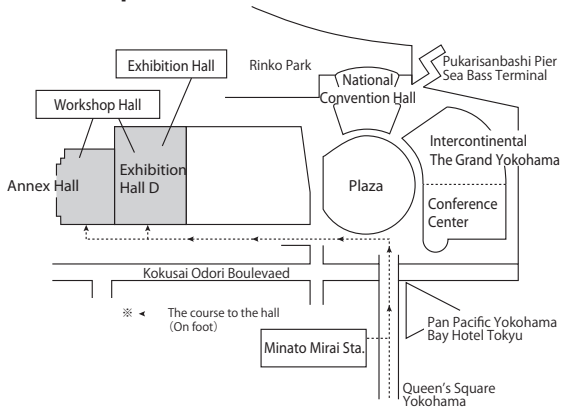 Exhibition Hall
Rinko Park
Pukarisanbashi Pier
Sea Bass Terminal
National
Convention Hall
Workshop Hall
Intercontinental
The Grand Yokohama
Annex Hall
Exhibition
Hall D
Plaza
Conference
Center
Kokusai Odori Boulevaed
※ The course to the hall
(On foot)
Pan Pacific Yokohama
Bay Hotel Tokyu
Minato Mirai Sta.
Queen's Square
Yokohama